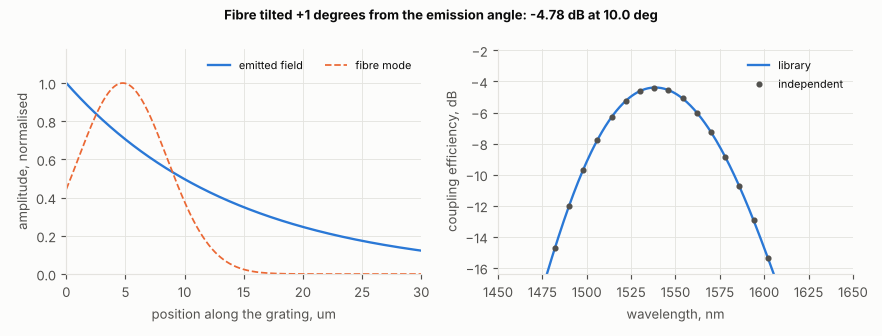 Fibre tilted +1 degrees from the emission angle: -4.78 dB at 10.0 deg
amplitude, normalised
1.0
0.8
0.6
0.4
0.2
0.0
emitted field
fibre mode
0 5 10 15 20 25 30
position along the grating, um
coupling efficiency, dB
−2
−4
−6
−8
−10
−12
−14
−16
library
independent
1450 1475 1500 1525 1550 1575 1600 1625 1650
wavelength, nm